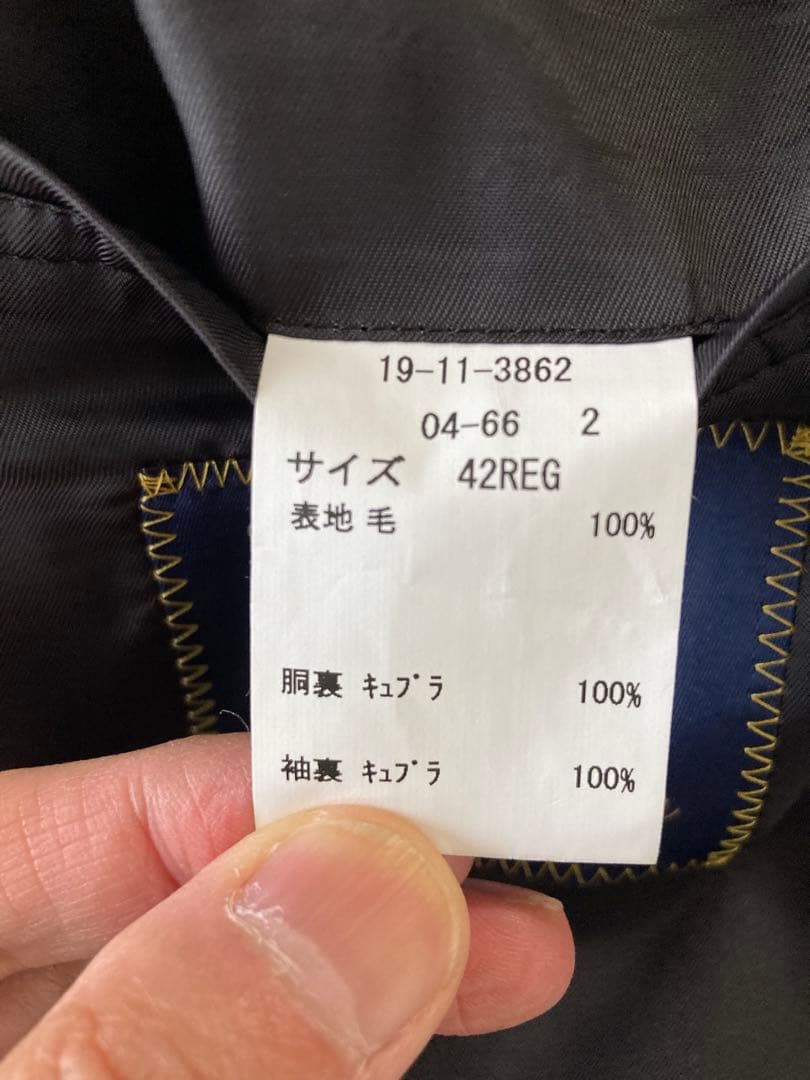 19-11-3862
04-66 2
サイズ 42REG
表地 毛 100%
胴裏 ｷｭﾌﾟﾗ 100%
袖裏 ｷｭﾌﾟﾗ 100%